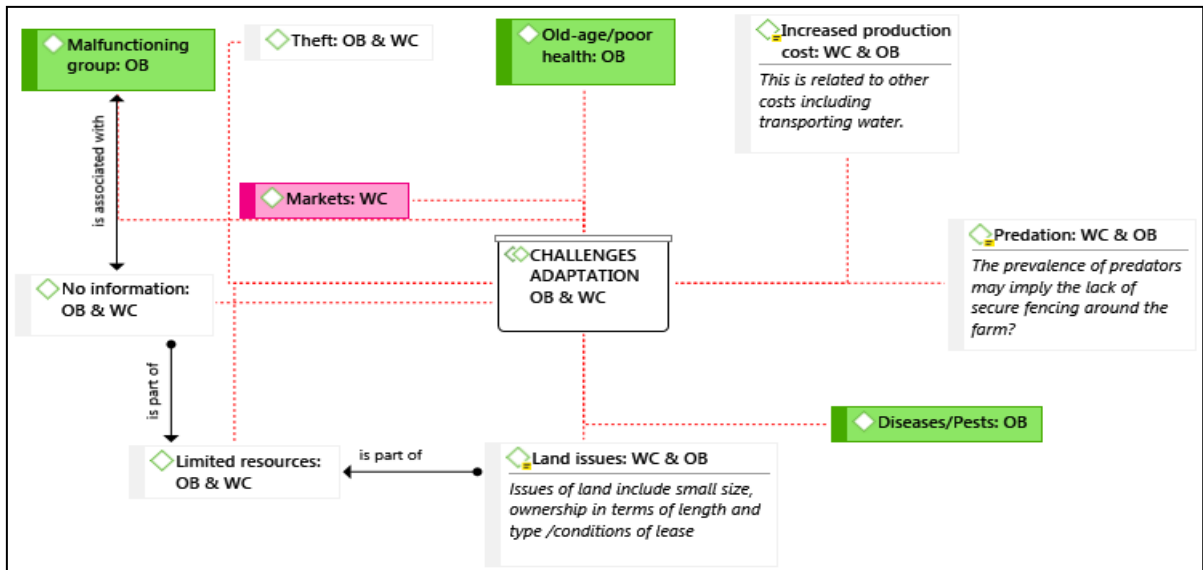 Malfunctioning
group: OB
Theft: OB & WC
Old-age/poor
health: OB
Increased production
cost: WC & OB
This is related to other
costs including
transporting water.
is associated with
Markets: WC
CHALLENGES
ADAPTATION
OB & WC
Predation: WC & OB
The prevalence of predators
may imply the lack of
secure fencing around the
farm?
No information:
OB & WC
is part of
Diseases/Pests: OB
Limited resources:
OB & WC
is part of
Land issues: WC & OB
Issues of land include small size,
ownership in terms of length and
type /conditions of lease